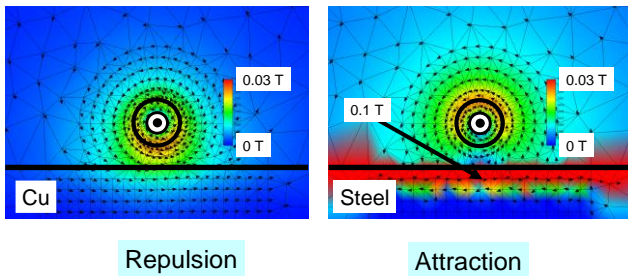 0.03 T
0 T
Cu
Repulsion
0.1 T
0.03 T
0 T
Steel
Attraction